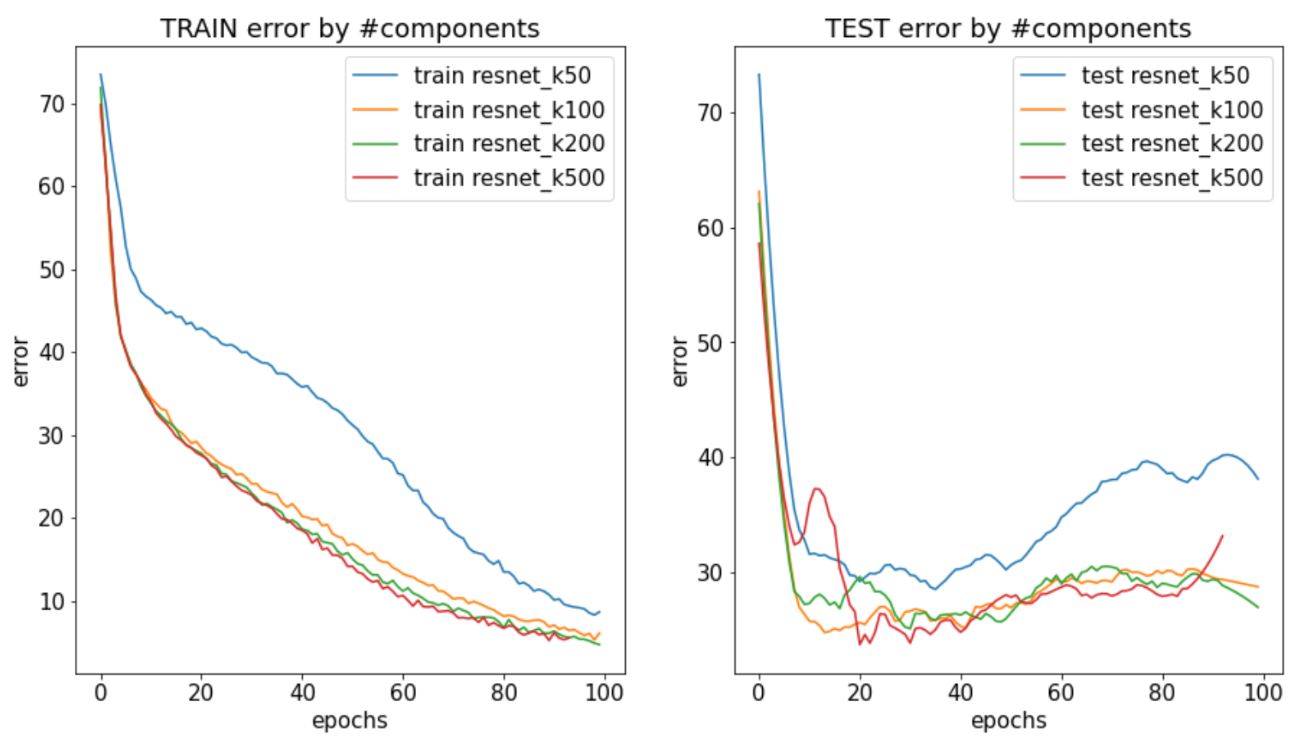 TRAIN error by #components
train resnet_k50
train resnet_k100
train resnet_k200
train resnet_k500
70
60
50
40
30
20
10
error
0 20 40 60 80 100
epochs
TEST error by #components
test resnet_k50
test resnet_k100
test resnet_k200
test resnet_k500
70
60
50
40
30
error
0 20 40 60 80 100
epochs